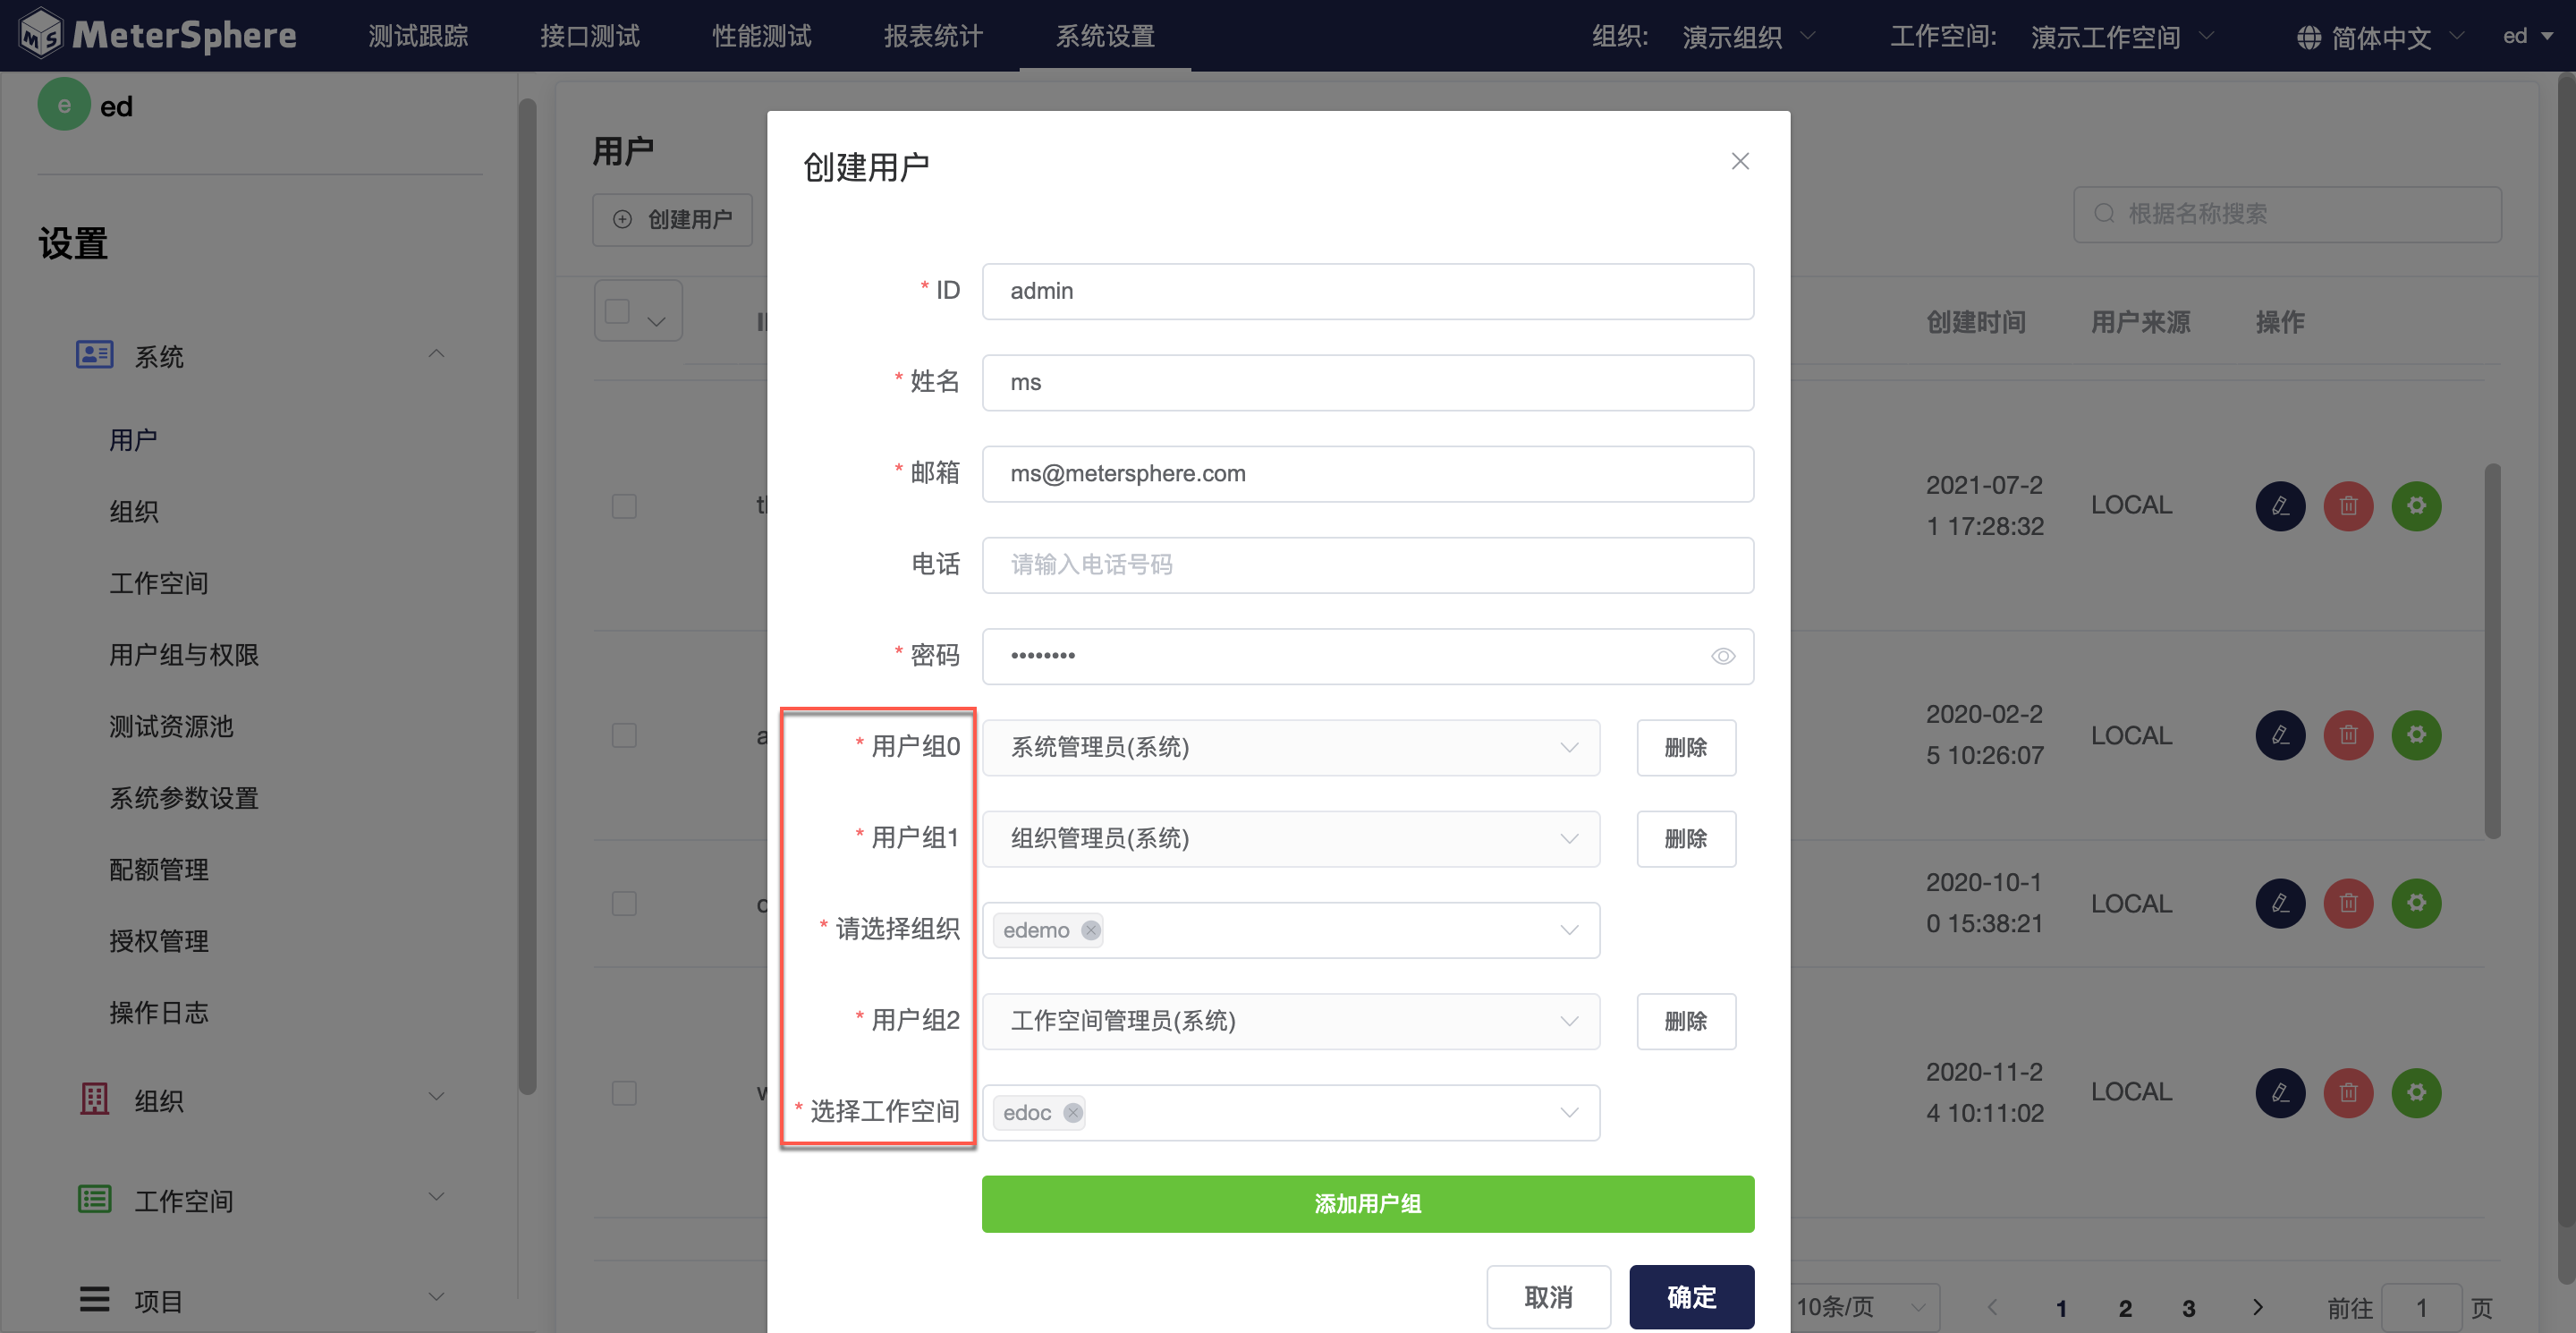 MeterSphere
测试跟踪
接口测试
性能测试
报表统计
系统设置
组织:
演示组织
工作空间:
演示工作空间
简体中文
ed
e
ed
设置
系统
用户
组织
工作空间
用户组与权限
测试资源池
系统参数设置
配额管理
授权管理
操作日志
组织
工作空间
项目
用户
创建用户
根据名称搜索
创建时间
用户来源
操作
2021-07-2
1 17:28:32
LOCAL
2020-02-2
5 10:26:07
LOCAL
2020-10-1
0 15:38:21
LOCAL
2020-11-2
4 10:11:02
LOCAL
创建用户
* ID
admin
* 姓名
ms
* 邮箱
ms@metersphere.com
电话
请输入电话号码
* 密码
••••••••
* 用户组0
系统管理员(系统)
删除
* 用户组1
组织管理员(系统)
删除
* 请选择组织
edemo
* 用户组2
工作空间管理员(系统)
删除
* 选择工作空间
edoc
添加用户组
取消
确定
10条/页
1
2
3
前往
1
页